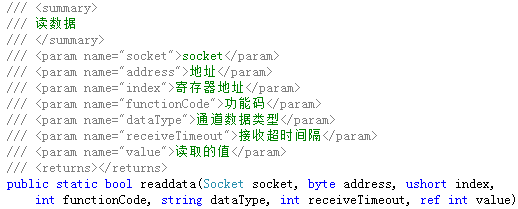 /// <summary>
/// 读数据
/// </summary>
/// <param name="socket">socket</param>
/// <param name="address">地址</param>
/// <param name="index">寄存器地址</param>
/// <param name="functionCode">功能码</param>
/// <param name="dataType">通道数据类型</param>
/// <param name="receiveTimeout">接收超时间隔</param>
/// <param name="value">读取的值</param>
/// <returns></returns>
public static bool readdata(Socket socket, byte address, ushort index,
int functionCode, string dataType, int receiveTimeout, ref int value)